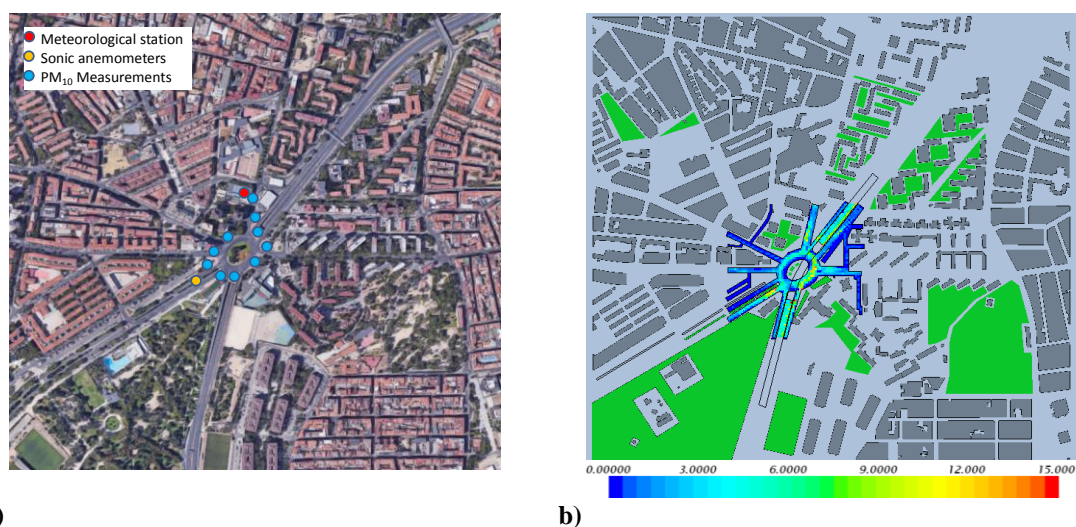 Meteorological station
Sonic anemometers
PM₁₀ Measurements
0.00000 3.0000 6.0000 9.0000 12.000 15.000
)
b)